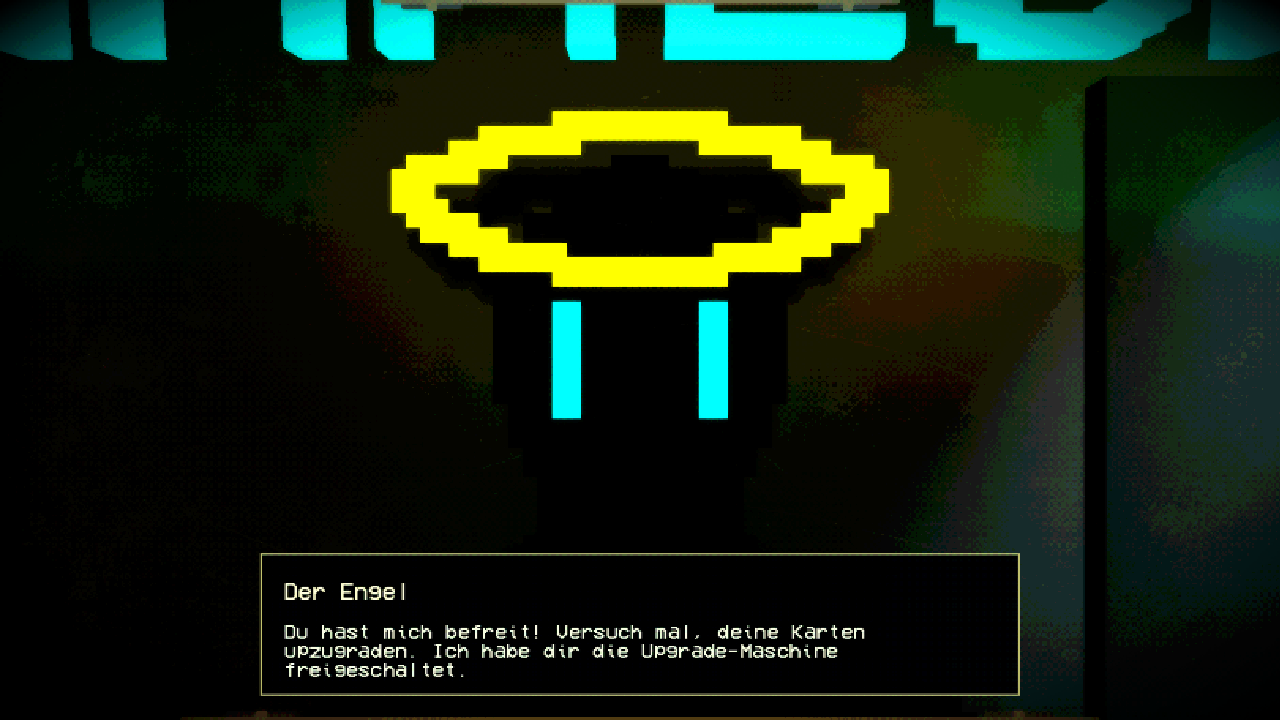 Der Engel
Du hast mich befreit! Versuch mal, deine Karten
upzugraden. Ich habe dir die Upgrade-Maschine
freigeschaltet.